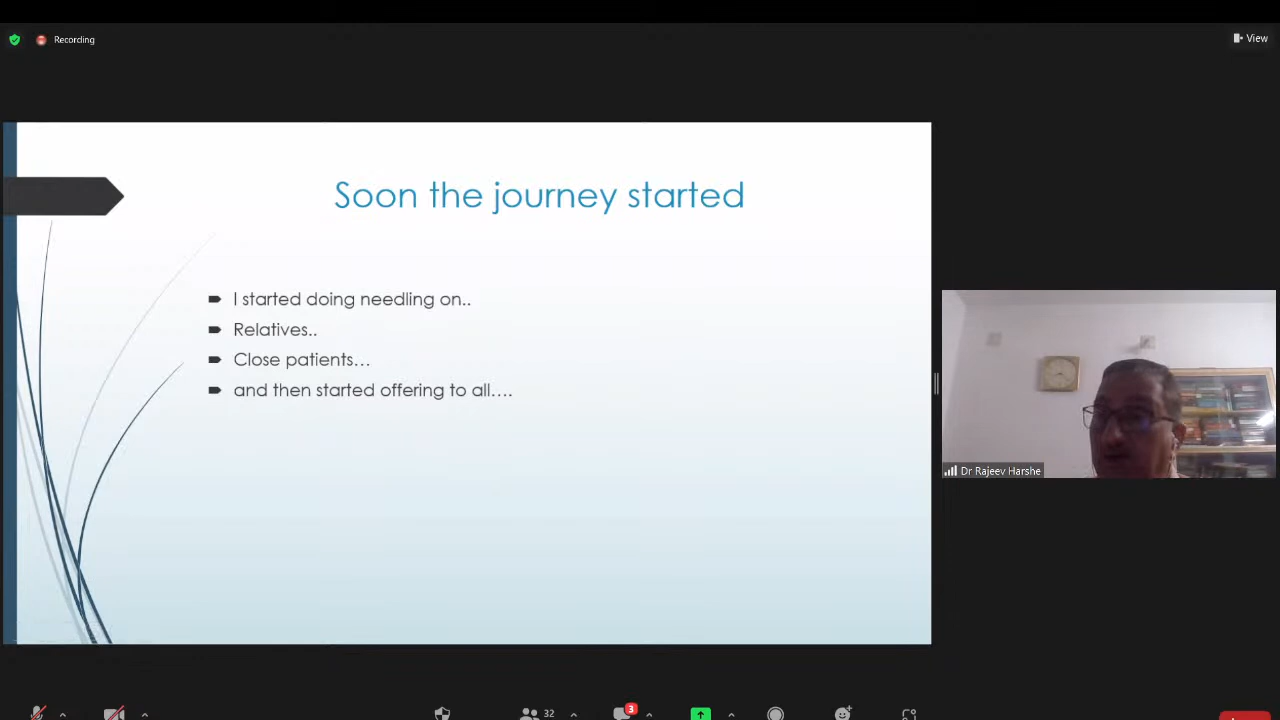 Recording
View
Soon the journey started
I started doing needling on..
Relatives..
Close patients...
and then started offering to all....
Dr Rajeev Harshe
32
3